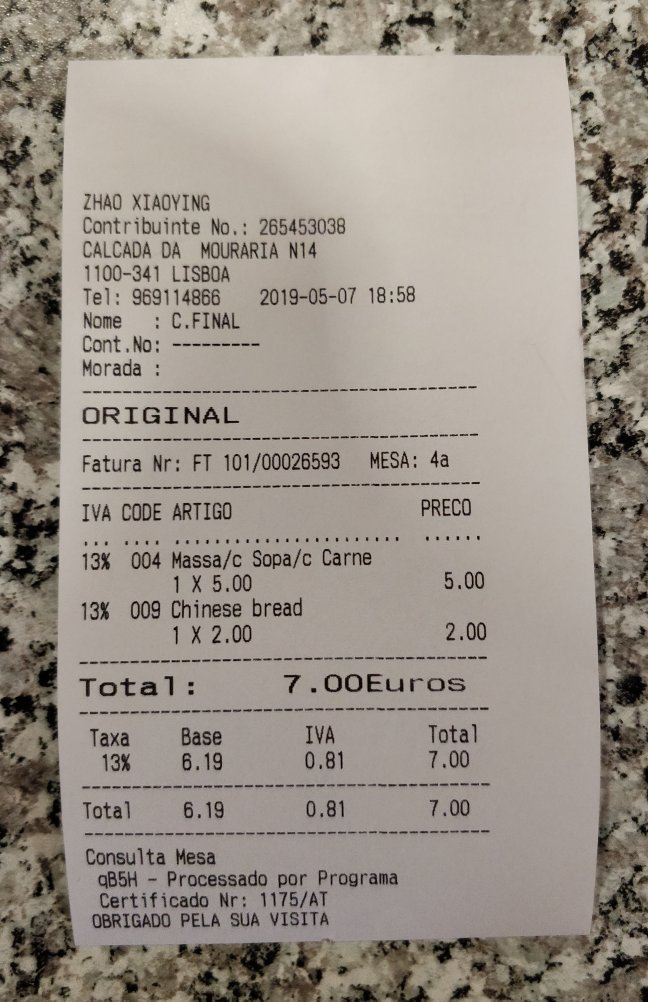 ZHAO XIAOYING
Contribuinte No.: 265453038
CALCADA DA MOURARIA N14
1100-341 LISBOA
Tel: 969114866 2019-05-07 18:58
Nome : C.FINAL
Cont.No: ---------
Morada :
ORIGINAL
Fatura Nr: FT 101/00026593 MESA: 4a
IVA CODE ARTIGO PRECO
13% 004 Massa/c Sopa/c Carne
1 X 5.00 5.00
13% 009 Chinese bread
1 X 2.00 2.00
Total: 7.00Euros
Taxa Base IVA Total
13% 6.19 0.81 7.00
Total 6.19 0.81 7.00
Consulta Mesa
qB5H - Processado por Programa
Certificado Nr: 1175/AT
OBRIGADO PELA SUA VISITA